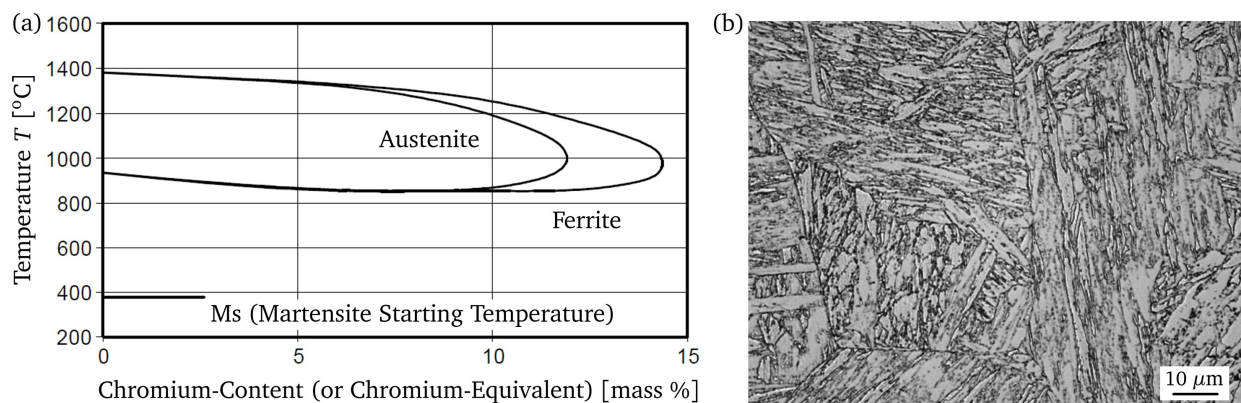 (a)
1600
1400
1200
1000
800
600
400
200
0
5
10
15
Temperature T [°C]
Austenite
Ferrite
Ms (Martensite Starting Temperature)
Chromium-Content (or Chromium-Equivalent) [mass %]
(b)
10 μm